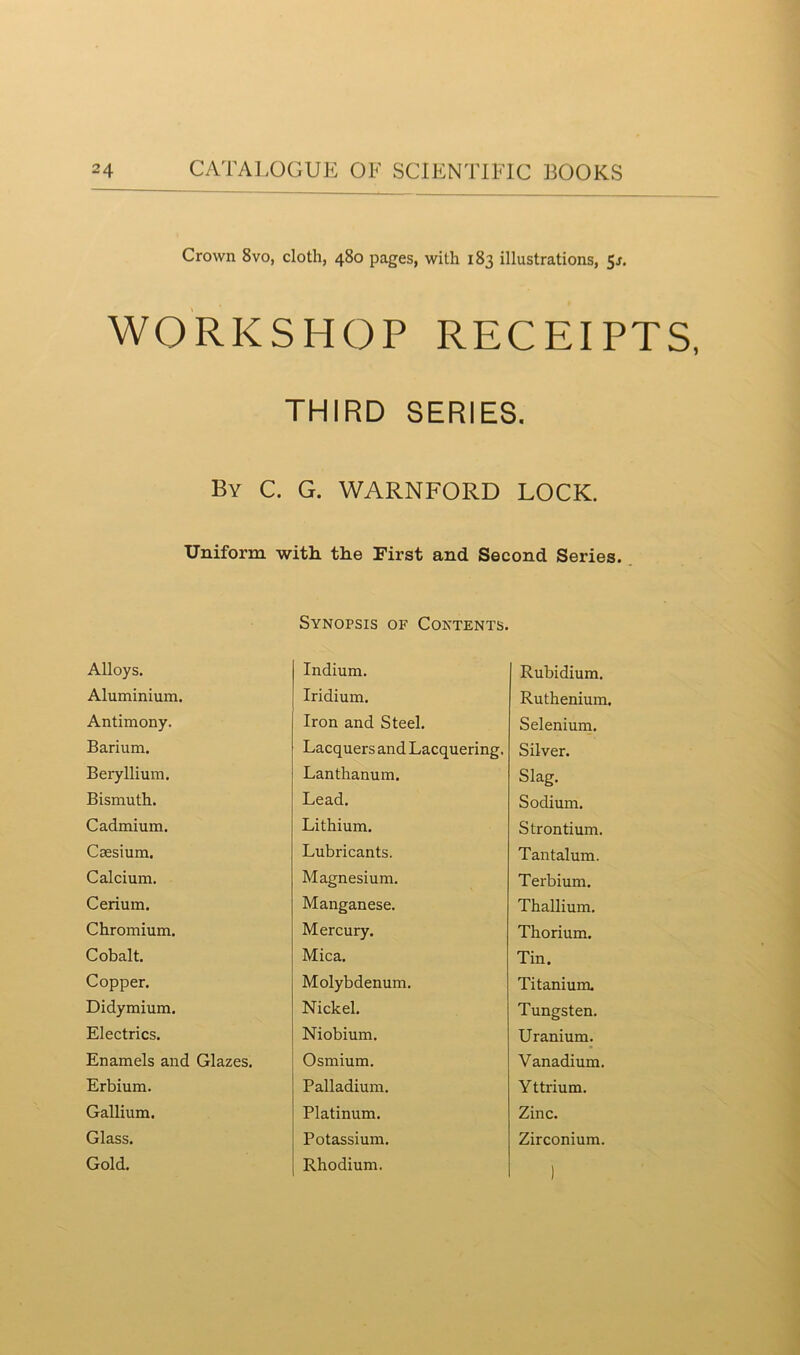 24 CATALOGUE OF SCIENTIFIC BOOKS
Crown 8vo, cloth, 480 pages, with 183 illustrations, 5s.
WORKSHOP RECEIPTS,
THIRD SERIES.
By C. G. WARNFORD LOCK.
Uniform with the First and Second Series.
Synopsis of Contents.
Alloys.
Aluminium.
Antimony.
Barium.
Beryllium.
Bismuth.
Cadmium.
Cæsium.
Calcium.
Cerium.
Chromium.
Cobalt.
Copper.
Didymium.
Electrics.
Enamels and Glazes.
Erbium.
Gallium.
Glass.
Gold.
Indium.
Iridium.
Iron and Steel.
Lacquers and Lacquering.
Lanthanum.
Lead.
Lithium.
Lubricants.
Magnesium.
Manganese.
Mercury.
Mica.
Molybdenum.
Nickel.
Niobium.
Osmium.
Palladium.
Platinum.
Potassium.
Rhodium.
Rubidium.
Ruthenium.
Selenium.
Silver.
Slag.
Sodium.
Strontium.
Tantalum.
Terbium.
Thallium.
Thorium.
Tin.
Titanium.
Tungsten.
Uranium.
Vanadium.
Yttrium.
Zinc.
Zirconium.